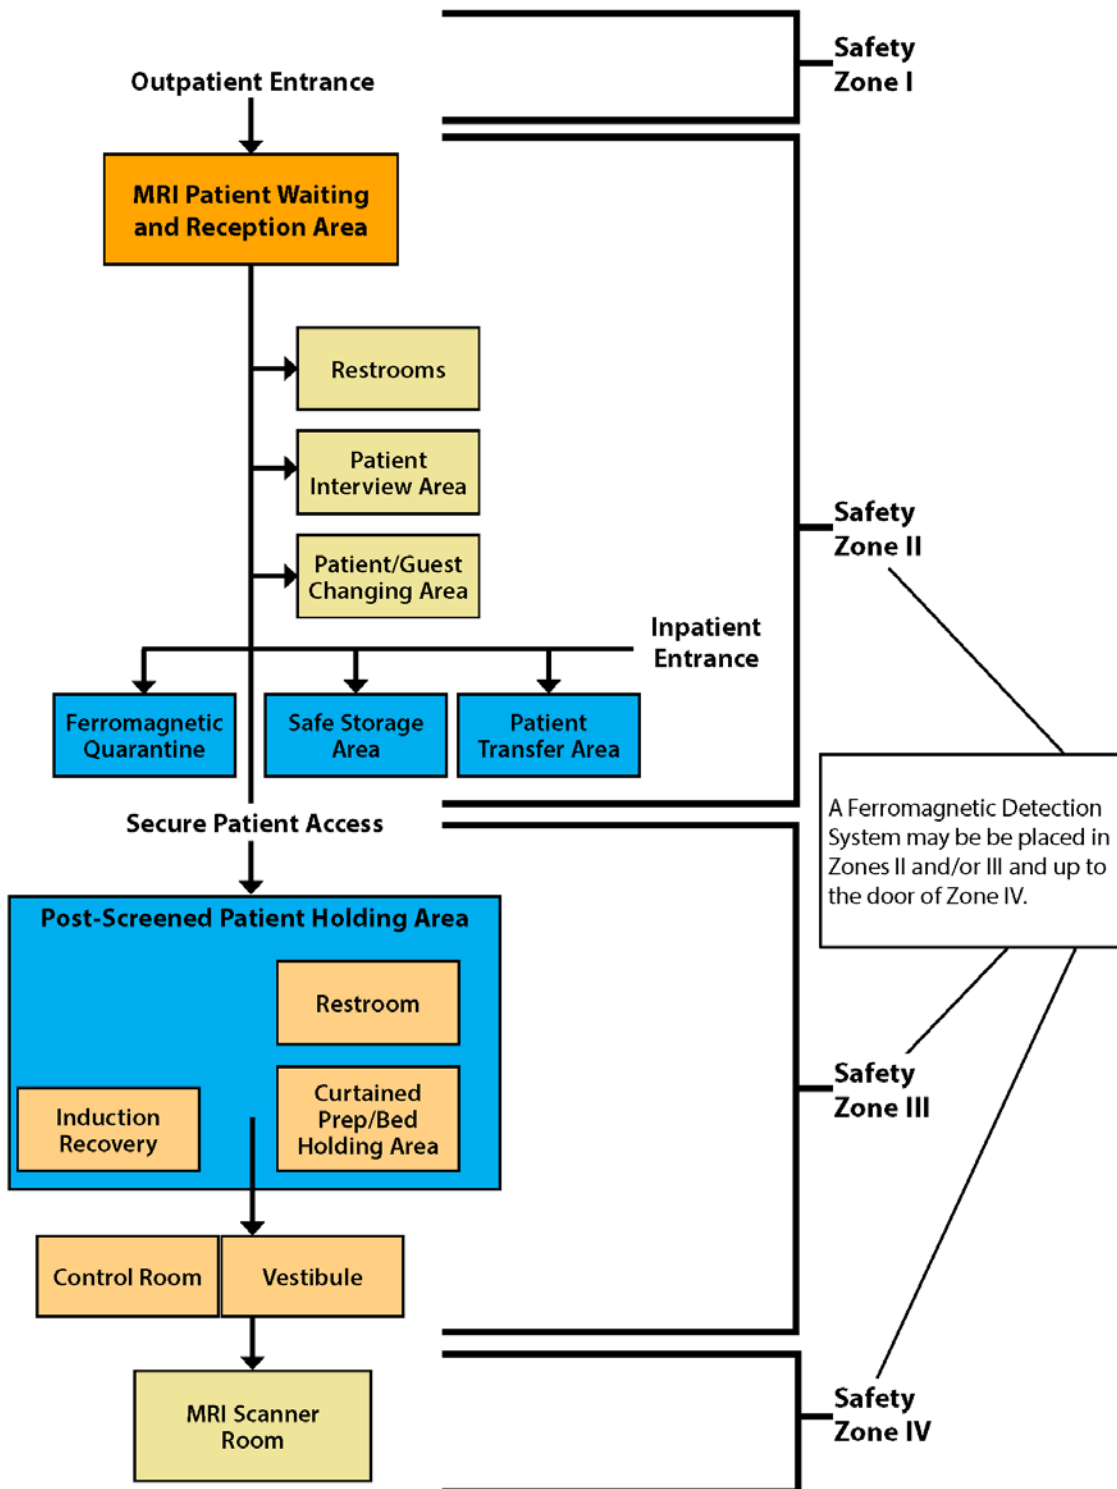 Safety
Zone I
Outpatient Entrance
MRI Patient Waiting
and Reception Area
Restrooms
Patient
Interview Area
Patient/Guest
Changing Area
Safety
Zone II
Inpatient
Entrance
Ferromagnetic
Quarantine
Safe Storage
Area
Patient
Transfer Area
Secure Patient Access
A Ferromagnetic Detection
System may be be placed in
Zones II and/or III and up to
the door of Zone IV.
Post-Screened Patient Holding Area
Restroom
Induction
Recovery
Curtained
Prep/Bed
Holding Area
Safety
Zone III
Control Room
Vestibule
MRI Scanner
Room
Safety
Zone IV